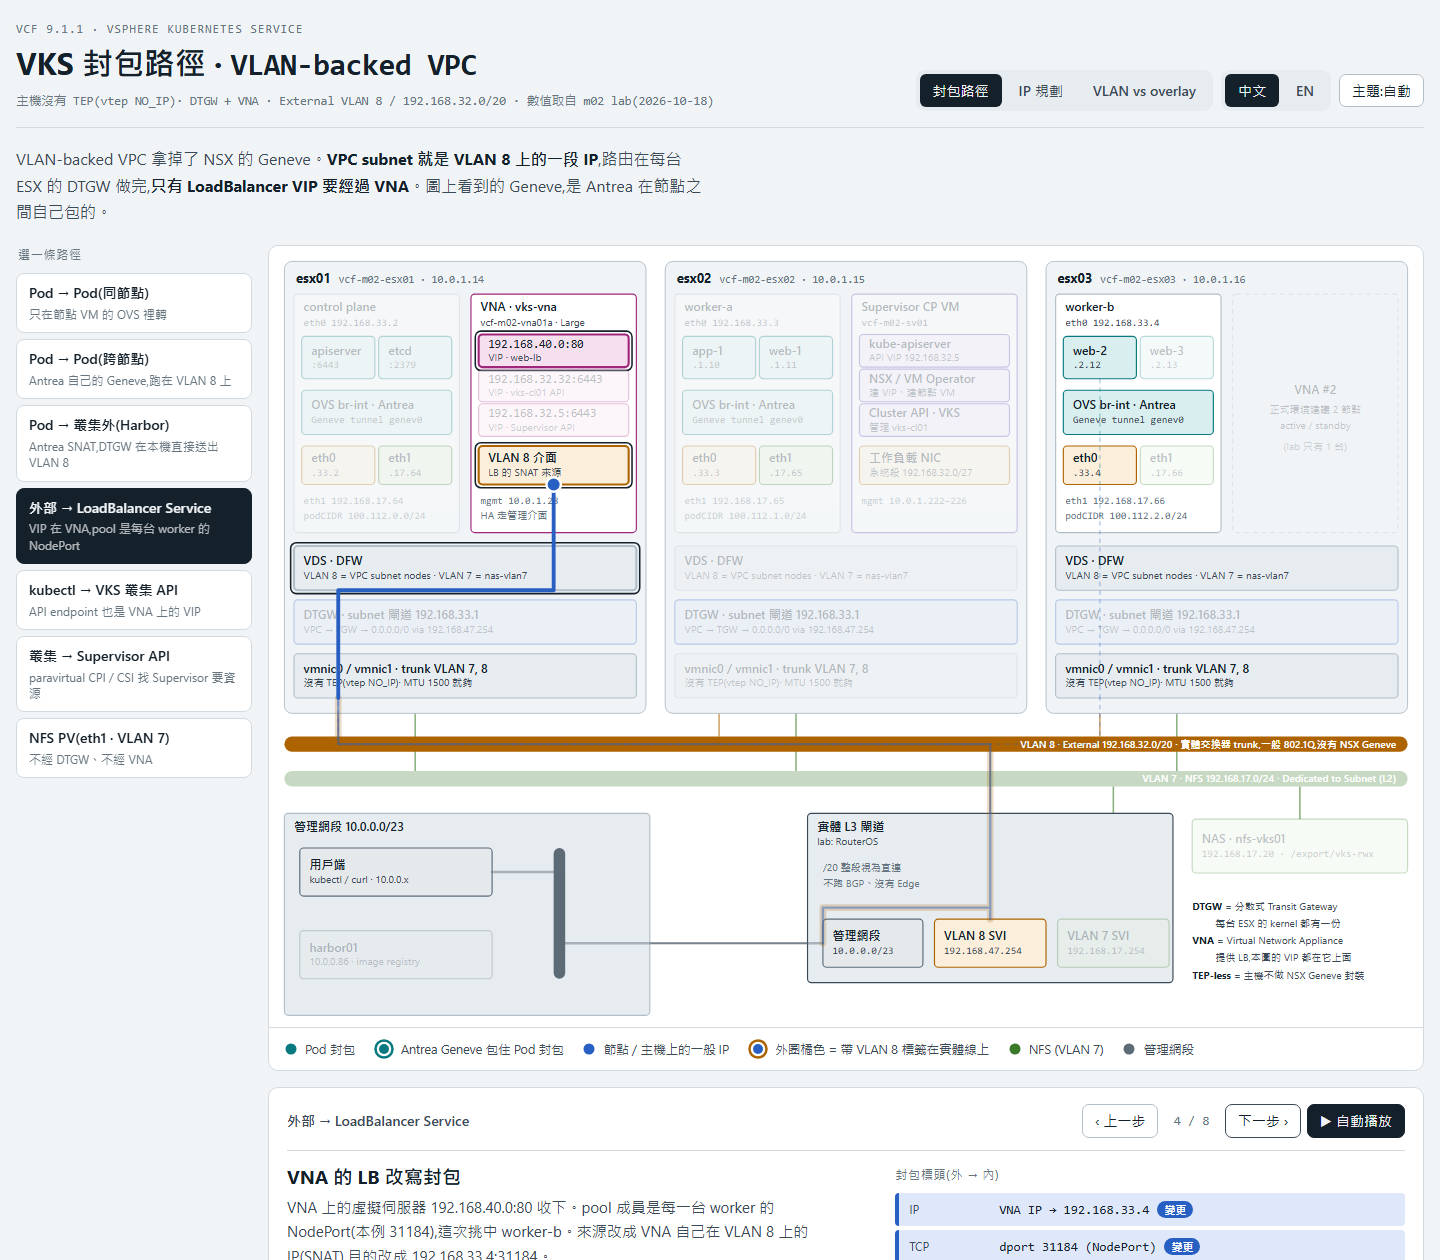 VCF 9.1.1 · VSPHERE KUBERNETES SERVICE
VKS 封包路徑 · VLAN-backed VPC
主機沒有 TEP(vtep NO_IP)· DTGW + VNA · External VLAN 8 / 192.168.32.0/20 · 數值取自 m02 lab(2026-10-18)
封包路徑
IP 規劃
VLAN vs overlay
中文
EN
主題:自動
VLAN-backed VPC 拿掉了 NSX 的 Geneve。VPC subnet 就是 VLAN 8 上的一段 IP,路由在每台
ESX 的 DTGW 做完,只有 LoadBalancer VIP 要經過 VNA。圖上看到的 Geneve,是 Antrea 在節點之
間自己包的。
選一條路徑
Pod → Pod(同節點)
只在節點 VM 的 OVS 裡轉
Pod → Pod(跨節點)
Antrea 自己的 Geneve,跑在 VLAN 8 上
Pod → 叢集外(Harbor)
Antrea SNAT,DTGW 在本機直接送出
VLAN 8
外部 → LoadBalancer Service
VIP 在 VNA,pool 是每台 worker 的
NodePort
kubectl → VKS 叢集 API
API endpoint 也是 VNA 上的 VIP
叢集 → Supervisor API
paravirtual CPI / CSI 找 Supervisor 要資
源
NFS PV(eth1 · VLAN 7)
不經 DTGW、不經 VNA
esx01 vcf-m02-esx01 · 10.0.1.14
control plane
eth0 192.168.33.2
apiserver
:6443
etcd
:2379
OVS br-int · Antrea
Geneve tunnel genev0
eth0
.33.2
eth1
.17.64
eth1 192.168.17.64
podCIDR 100.112.0.0/24
VNA · vks-vna
vcf-m02-vna01a · Large
192.168.40.0:80
VIP · web-lb
192.168.32.32:6443
VIP · vks-cl01 API
192.168.32.5:6443
VIP · Supervisor API
VLAN 8 介面
LB 的 SNAT 來源
mgmt 10.0.1.28
HA 走管理介面
VDS · DFW
VLAN 8 = VPC subnet nodes · VLAN 7 = nas-vlan7
DTGW · subnet 閘道 192.168.33.1
VPC → TGW → 0.0.0.0/0 via 192.168.47.254
vmnic0 / vmnic1 · trunk VLAN 7, 8
沒有 TEP(vtep NO_IP)· MTU 1500 就夠
esx02 vcf-m02-esx02 · 10.0.1.15
worker-a
eth0 192.168.33.3
app-1
.1.10
web-1
.1.11
OVS br-int · Antrea
Geneve tunnel genev0
eth0
.33.3
eth1
.17.65
eth1 192.168.17.65
podCIDR 100.112.1.0/24
Supervisor CP VM
vcf-m02-sv01
kube-apiserver
API VIP 192.168.32.5
NSX / VM Operator
建 VIP、建節點 VM
Cluster API · VKS
管理 vks-cl01
工作負載 NIC
系統段 192.168.32.0/27
mgmt 10.0.1.222-226
VDS · DFW
VLAN 8 = VPC subnet nodes · VLAN 7 = nas-vlan7
DTGW · subnet 閘道 192.168.33.1
VPC → TGW → 0.0.0.0/0 via 192.168.47.254
vmnic0 / vmnic1 · trunk VLAN 7, 8
沒有 TEP(vtep NO_IP)· MTU 1500 就夠
esx03 vcf-m02-esx03 · 10.0.1.16
worker-b
eth0 192.168.33.4
web-2
.2.12
web-3
.2.13
OVS br-int · Antrea
Geneve tunnel genev0
eth0
.33.4
eth1
.17.66
eth1 192.168.17.66
podCIDR 100.112.2.0/24
VNA #2
正式環境建議 2 節點
active / standby
(lab 只有 1 台)
VDS · DFW
VLAN 8 = VPC subnet nodes · VLAN 7 = nas-vlan7
DTGW · subnet 閘道 192.168.33.1
VPC → TGW → 0.0.0.0/0 via 192.168.47.254
vmnic0 / vmnic1 · trunk VLAN 7, 8
沒有 TEP(vtep NO_IP)· MTU 1500 就夠
VLAN 8 · External 192.168.32.0/20 · 實體交換器 trunk,一般 802.1Q,沒有 NSX Geneve
VLAN 7 · NFS 192.168.17.0/24 · Dedicated to Subnet (L2)
管理網段 10.0.0.0/23
用戶端
kubectl / curl · 10.0.0.x
harbor01
10.0.0.86 · image registry
實體 L3 閘道
lab: RouterOS
/20 整段視為直連
不跑 BGP、沒有 Edge
管理網段
10.0.0.0/23
VLAN 8 SVI
192.168.47.254
VLAN 7 SVI
192.168.17.254
NAS · nfs-vks01
192.168.17.20 · /export/vks-rwx
DTGW = 分散式 Transit Gateway
每台 ESX 的 kernel 都有一份
VNA = Virtual Network Appliance
提供 LB,本圖的 VIP 都在它上面
TEP-less = 主機不做 NSX Geneve 封裝
Pod 封包
Antrea Geneve 包住 Pod 封包
節點 / 主機上的一般 IP
外圈橘色 = 帶 VLAN 8 標籤在實體線上
NFS (VLAN 7)
管理網段
外部 → LoadBalancer Service
‹ 上一步
4 / 8
下一步 ›
▶ 自動播放
VNA 的 LB 改寫封包
VNA 上的虛擬伺服器 192.168.40.0:80 收下。pool 成員是每一台 worker 的
NodePort(本例 31184),這次挑中 worker-b。來源改成 VNA 自己在 VLAN 8 上的
IP(SNAT),目的改成 192.168.33.4:31184。
封包標頭(外 → 內)
IP VNA IP → 192.168.33.4 變更
TCP dport 31184 (NodePort) 變更